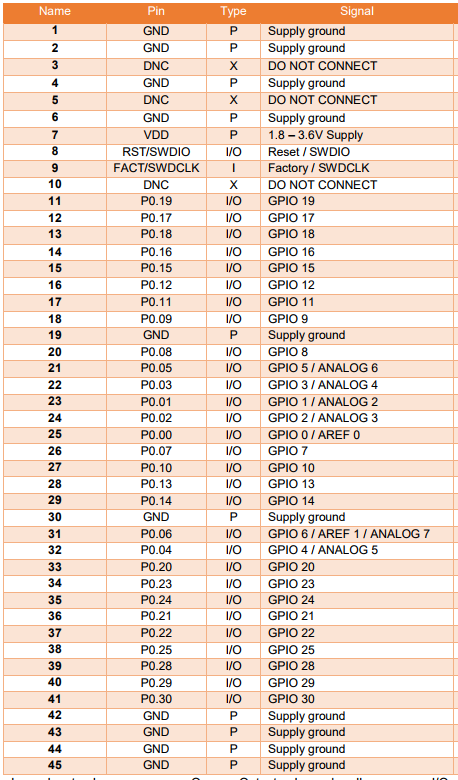 Name Pin Type Signal
1 GND P Supply ground
2 GND P Supply ground
3 DNC X DO NOT CONNECT
4 GND P Supply ground
5 DNC X DO NOT CONNECT
6 GND P Supply ground
7 VDD P 1.8 – 3.6V Supply
8 RST/SWDIO I/O Reset / SWDIO
9 FACT/SWDCLK I Factory / SWDCLK
10 DNC X DO NOT CONNECT
11 P0.19 I/O GPIO 19
12 P0.17 I/O GPIO 17
13 P0.18 I/O GPIO 18
14 P0.16 I/O GPIO 16
15 P0.15 I/O GPIO 15
16 P0.12 I/O GPIO 12
17 P0.11 I/O GPIO 11
18 P0.09 I/O GPIO 9
19 GND P Supply ground
20 P0.08 I/O GPIO 8
21 P0.05 I/O GPIO 5 / ANALOG 6
22 P0.03 I/O GPIO 3 / ANALOG 4
23 P0.01 I/O GPIO 1 / ANALOG 2
24 P0.02 I/O GPIO 2 / ANALOG 3
25 P0.00 I/O GPIO 0 / AREF 0
26 P0.07 I/O GPIO 7
27 P0.10 I/O GPIO 10
28 P0.13 I/O GPIO 13
29 P0.14 I/O GPIO 14
30 GND P Supply ground
31 P0.06 I/O GPIO 6 / AREF 1 / ANALOG 7
32 P0.04 I/O GPIO 4 / ANALOG 5
33 P0.20 I/O GPIO 20
34 P0.23 I/O GPIO 23
35 P0.24 I/O GPIO 24
36 P0.21 I/O GPIO 21
37 P0.22 I/O GPIO 22
38 P0.25 I/O GPIO 25
39 P0.28 I/O GPIO 28
40 P0.29 I/O GPIO 29
41 P0.30 I/O GPIO 30
42 GND P Supply ground
43 GND P Supply ground
44 GND P Supply ground
45 GND P Supply ground